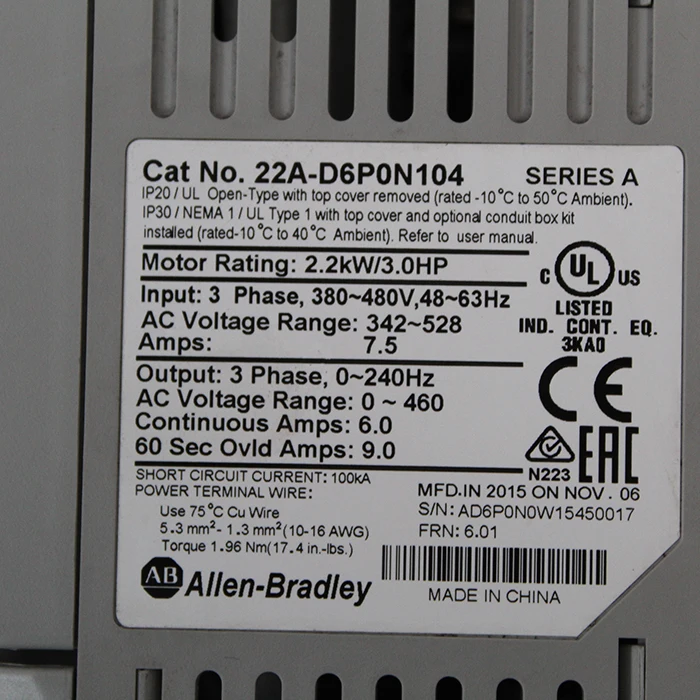 Cat No. 22A-D6P0N104 SERIES A
IP20 / UL Open-Type with top cover removed (rated -10°C to 50°C Ambient).
IP30 / NEMA 1 / UL Type 1 with top cover and optional conduit box kit
installed (rated-10°C to 40°C Ambient). Refer to user manual.
Motor Rating: 2.2kW/3.0HP
Input: 3 Phase, 380~480V,48~63Hz
AC Voltage Range: 342~528
Amps: 7.5
C UL US
LISTED
IND. CONT. EQ.
3KA0
Output: 3 Phase, 0~240Hz
AC Voltage Range: 0 ~ 460
Continuous Amps: 6.0
60 Sec Ovld Amps: 9.0
CE
N223
EAC
SHORT CIRCUIT CURRENT: 100kA
POWER TERMINAL WIRE:
Use 75°C Cu Wire
5.3 mm²- 1.3 mm²(10-16 AWG)
Torque 1.96 Nm(17.4 in.-lbs.)
MFD.IN 2015 ON NOV . 06
S/N: AD6P0N0W15450017
FRN: 6.01
AB Allen-Bradley
MADE IN CHINA